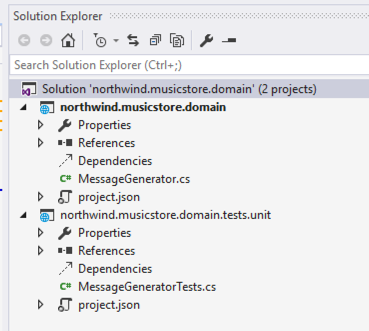 Solution Explorer
Search Solution Explorer (Ctrl+;)
Solution 'northwind.musicstore.domain' (2 projects)
northwind.musicstore.domain
Properties
References
Dependencies
C# MessageGenerator.cs
project.json
northwind.musicstore.domain.tests.unit
Properties
References
Dependencies
C# MessageGeneratorTests.cs
project.json